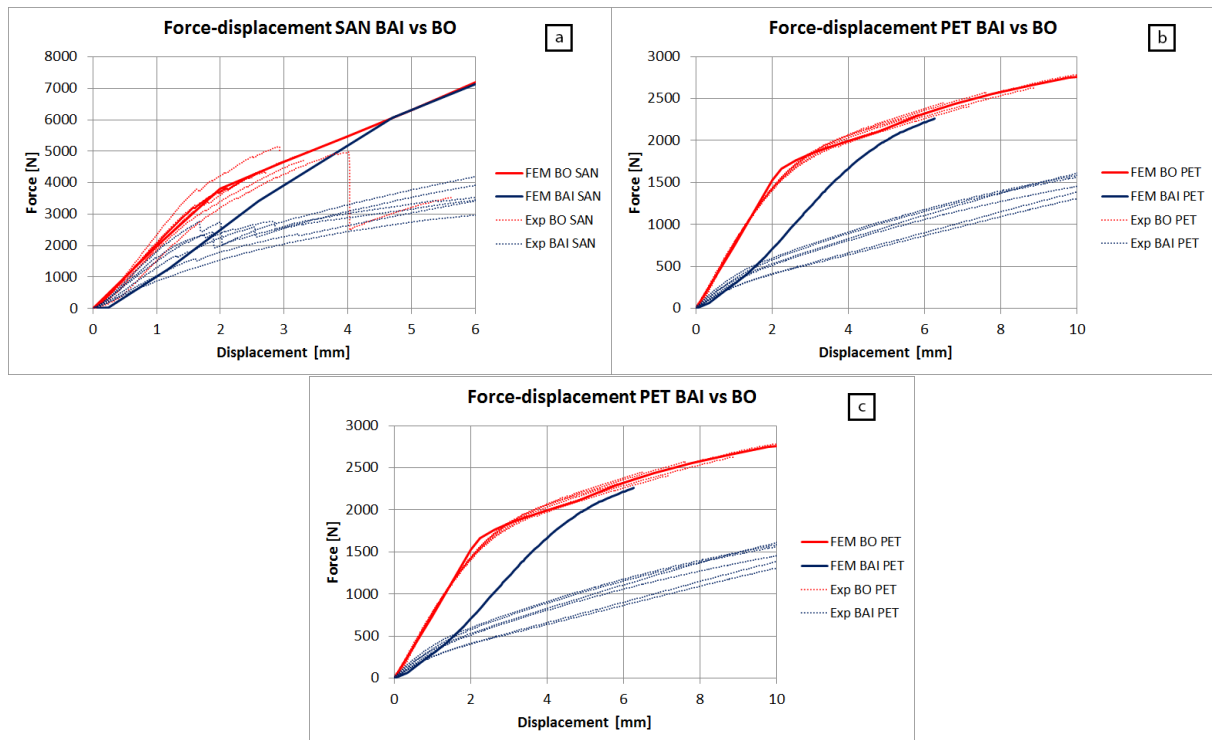 Force-displacement SAN BAI vs BO
a
8000
7000
6000
5000
4000
3000
2000
1000
0
Force [N]
0 1 2 3 4 5 6
Displacement [mm]
FEM BO SAN
FEM BAI SAN
Exp BO SAN
Exp BAI SAN
Force-displacement PET BAI vs BO
b
3000
2500
2000
1500
1000
500
0
Force [N]
0 2 4 6 8 10
Displacement [mm]
FEM BO PET
FEM BAI PET
Exp BO PET
Exp BAI PET
Force-displacement PET BAI vs BO
c
3000
2500
2000
1500
1000
500
0
Force [N]
0 2 4 6 8 10
Displacement [mm]
FEM BO PET
FEM BAI PET
Exp BO PET
Exp BAI PET